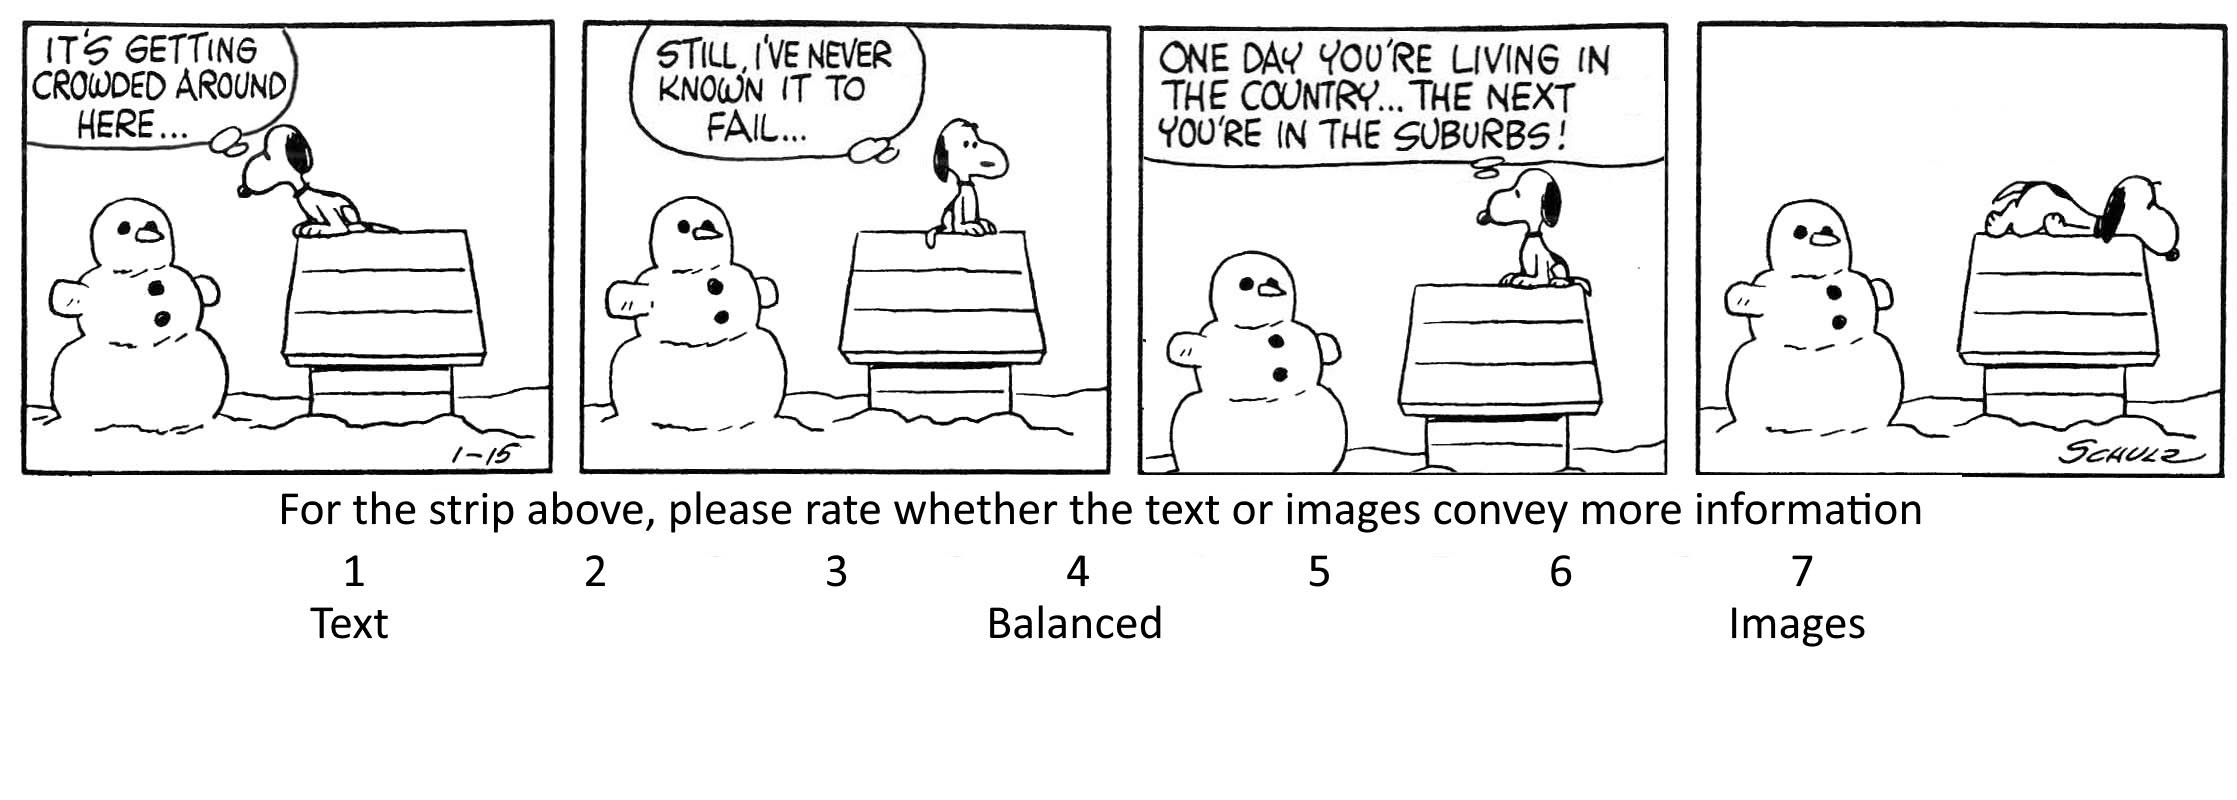 IT'S GETTING
CROWDED AROUND
HERE...
1-15
STILL, I'VE NEVER
KNOWN IT TO
FAIL...
ONE DAY YOU'RE LIVING IN
THE COUNTRY... THE NEXT
YOU'RE IN THE SUBURBS!
SCHULZ
For the strip above, please rate whether the text or images convey more information
1 2 3 4 5 6 7
Text Balanced Images